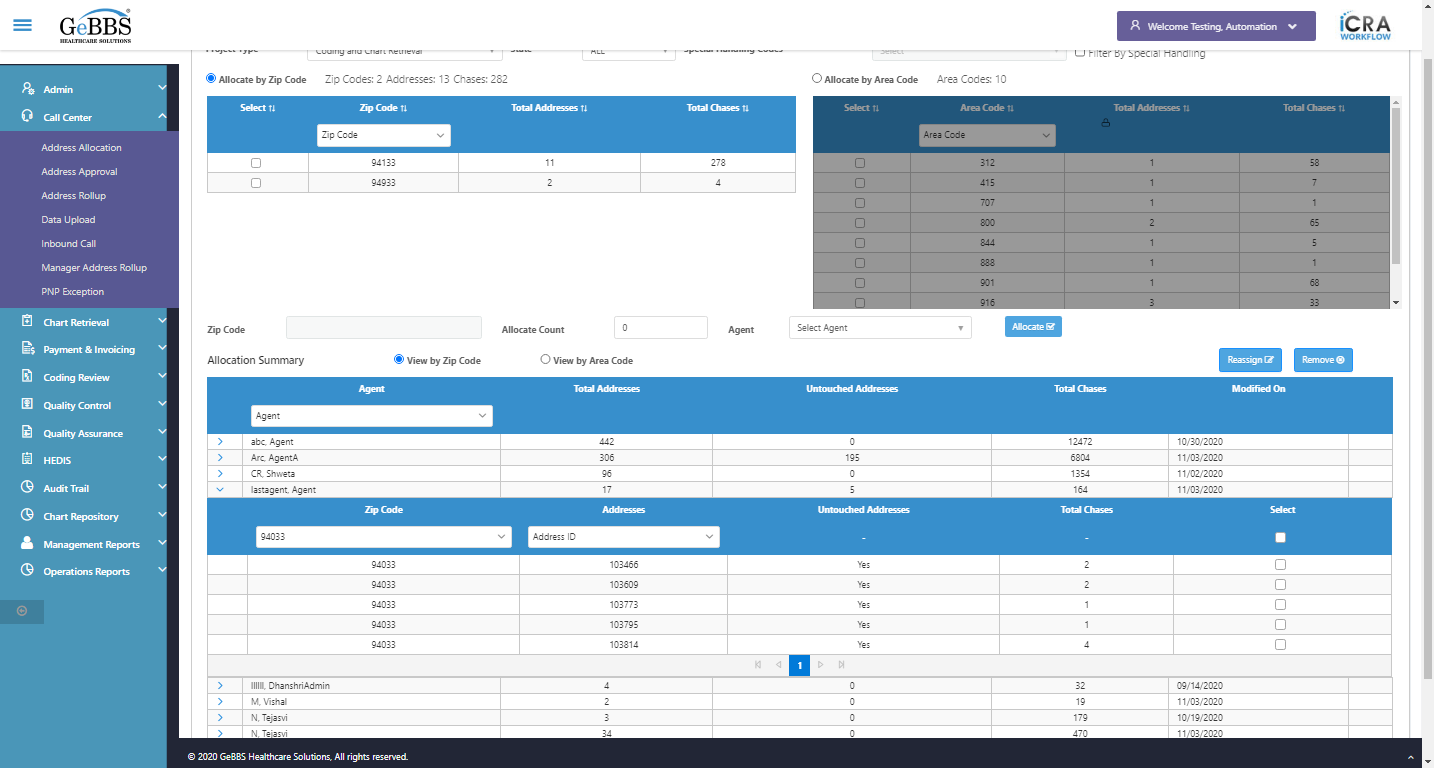 GeBBS
HEALTHCARE SOLUTIONS
Welcome Testing, Automation
iCRA
WORKFLOW
Project Type Coding and Chart Retrieval State ALL Special Handling Codes Select Filter By Special Handling
Allocate by Zip Code Zip Codes: 2 Addresses: 13 Chases: 282
Allocate by Area Code Area Codes: 10
Admin
Call Center
Address Allocation
Address Approval
Address Rollup
Data Upload
Inbound Call
Manager Address Rollup
PNP Exception
Chart Retrieval
Payment & Invoicing
Coding Review
Quality Control
Quality Assurance
HEDIS
Audit Trail
Chart Repository
Management Reports
Operations Reports
Select Zip Code Total Addresses Total Chases
Zip Code
94133 11 278
94933 2 4
Select Area Code Total Addresses Total Chases
Area Code
312 1 58
415 1 7
707 1 1
800 2 65
844 1 5
888 1 1
901 1 68
916 3 33
Zip Code Allocate Count 0 Agent Select Agent Allocate
Allocation Summary View by Zip Code View by Area Code Reassign Remove
Agent Total Addresses Untouched Addresses Total Chases Modified On
Agent
abc, Agent 442 0 12472 10/30/2020
Arc, AgentA 306 195 6804 11/03/2020
CR, Shweta 96 0 1354 11/02/2020
lastagent, Agent 17 5 164 11/03/2020
Zip Code Addresses Untouched Addresses Total Chases Select
94033 Address ID - -
94033 103466 Yes 2
94033 103609 Yes 2
94033 103773 Yes 1
94033 103795 Yes 1
94033 103814 Yes 4
1
DhanshriAdmin 4 0 32 09/14/2020
M, Vishal 2 0 19 11/03/2020
N, Tejasvi 3 0 179 10/19/2020
N, Tejasvi 34 0 470 11/03/2020
© 2020 GeBBS Healthcare Solutions, All rights reserved.